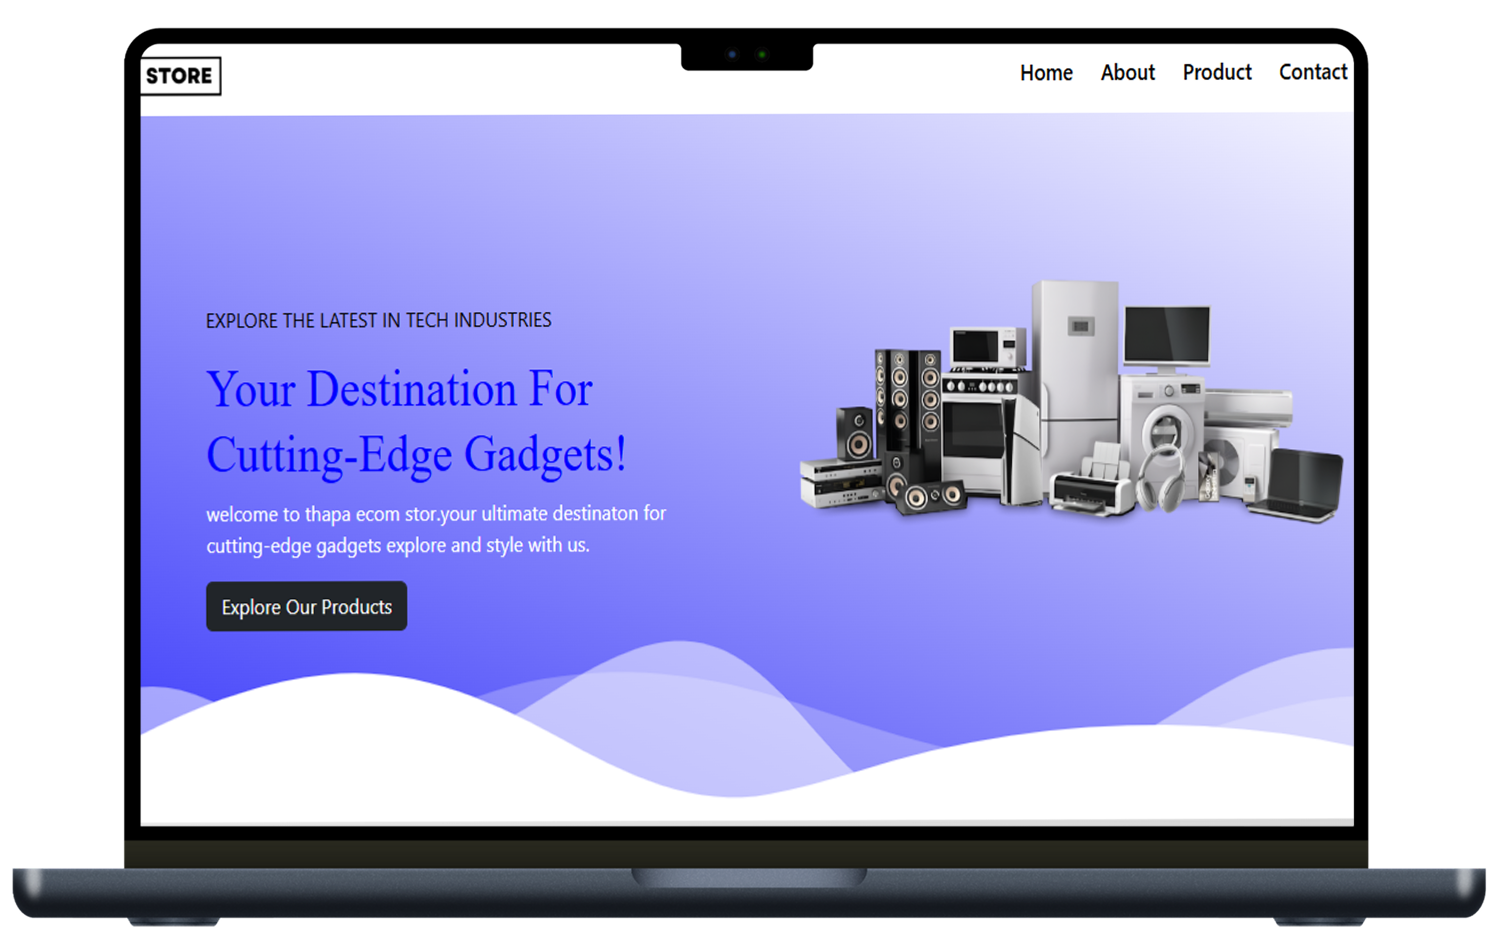 STORE
Home About Product Contact
EXPLORE THE LATEST IN TECH INDUSTRIES
Your Destination For
Cutting-Edge Gadgets!
welcome to thapa ecom stor.your ultimate destinaton for
cutting-edge gadgets explore and style with us.
Explore Our Products